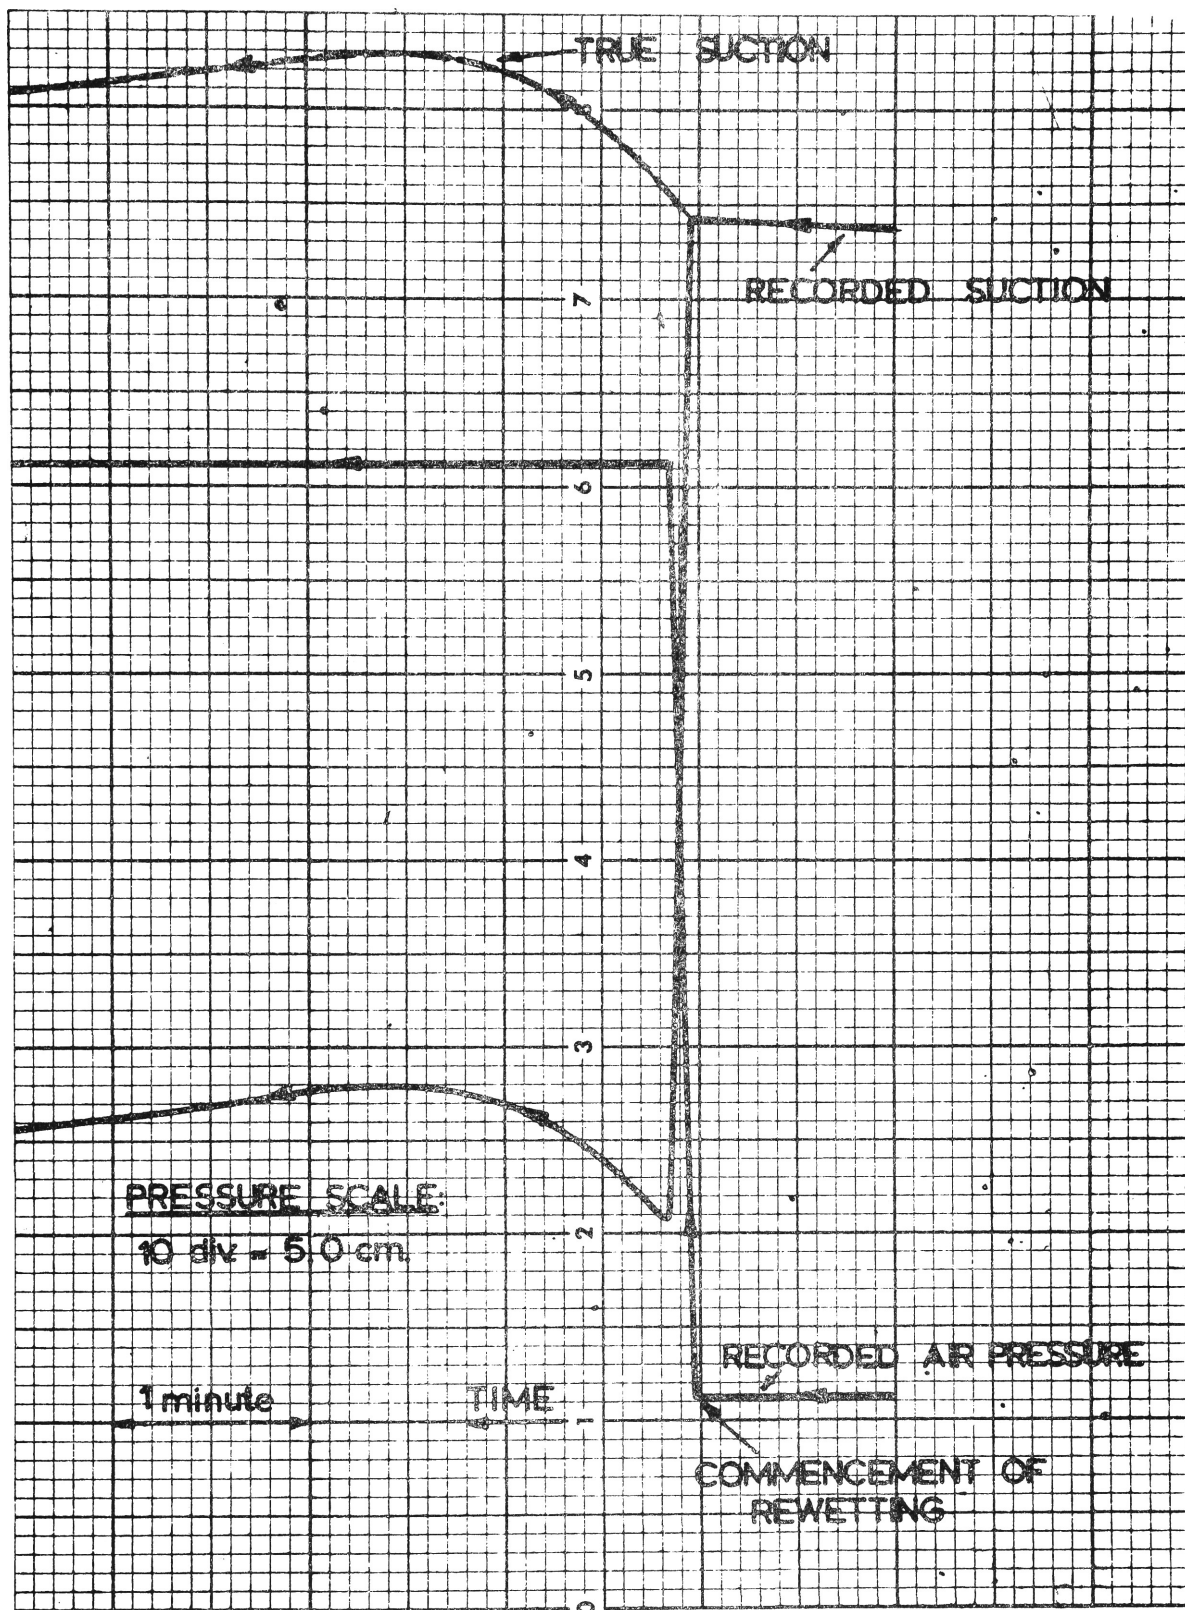 TRUE SUCTION
RECORDED SUCTION
7
6
5
4
3
PRESSURE SCALE:
10 div. = 5.0 cm.
2
RECORDED AIR PRESSURE
1 minute
TIME
1
COMMENCEMENT OF
REWETTING
0